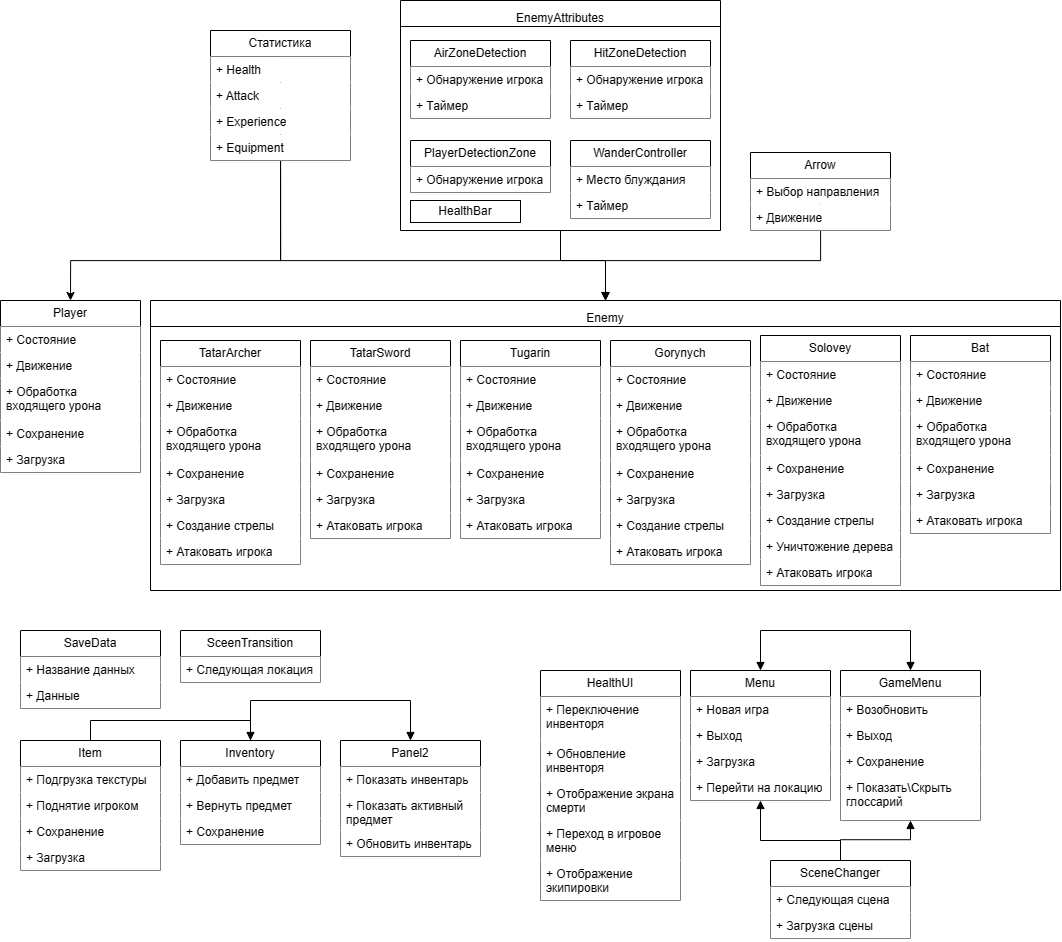 Статистика
+ Health
+ Attack
+ Experience
+ Equipment
EnemyAttributes
AirZoneDetection
+ Обнаружение игрока
+ Таймер
HitZoneDetection
+ Обнаружение игрока
+ Таймер
PlayerDetectionZone
+ Обнаружение игрока
WanderController
+ Место блуждания
+ Таймер
HealthBar
Arrow
+ Выбор направления
+ Движение
Player
+ Состояние
+ Движение
+ Обработка
входящего урона
+ Сохранение
+ Загрузка
Enemy
TatarArcher
+ Состояние
+ Движение
+ Обработка
входящего урона
+ Сохранение
+ Загрузка
+ Создание стрелы
+ Атаковать игрока
TatarSword
+ Состояние
+ Движение
+ Обработка
входящего урона
+ Сохранение
+ Загрузка
+ Атаковать игрока
Tugarin
+ Состояние
+ Движение
+ Обработка
входящего урона
+ Сохранение
+ Загрузка
+ Атаковать игрока
Gorynych
+ Состояние
+ Движение
+ Обработка
входящего урона
+ Сохранение
+ Загрузка
+ Создание стрелы
+ Атаковать игрока
Solovey
+ Состояние
+ Движение
+ Обработка
входящего урона
+ Сохранение
+ Загрузка
+ Создание стрелы
+ Уничтожение дерева
+ Атаковать игрока
Bat
+ Состояние
+ Движение
+ Обработка
входящего урона
+ Сохранение
+ Загрузка
+ Атаковать игрока
SaveData
+ Название данных
+ Данные
SceenTransition
+ Следующая локация
Item
+ Подгрузка текстуры
+ Поднятие игроком
+ Сохранение
+ Загрузка
Inventory
+ Добавить предмет
+ Вернуть предмет
+ Сохранение
Panel2
+ Показать инвентарь
+ Показать активный
предмет
+ Обновить инвентарь
HealthUI
+ Переключение
инвенторя
+ Обновление
инвенторя
+ Отображение экрана
смерти
+ Переход в игровое
меню
+ Отображение
экипировки
Menu
+ Новая игра
+ Выход
+ Загрузка
+ Перейти на локацию
GameMenu
+ Возобновить
+ Выход
+ Сохранение
+ Показать\Скрыть
глоссарий
SceneChanger
+ Следующая сцена
+ Загрузка сцены